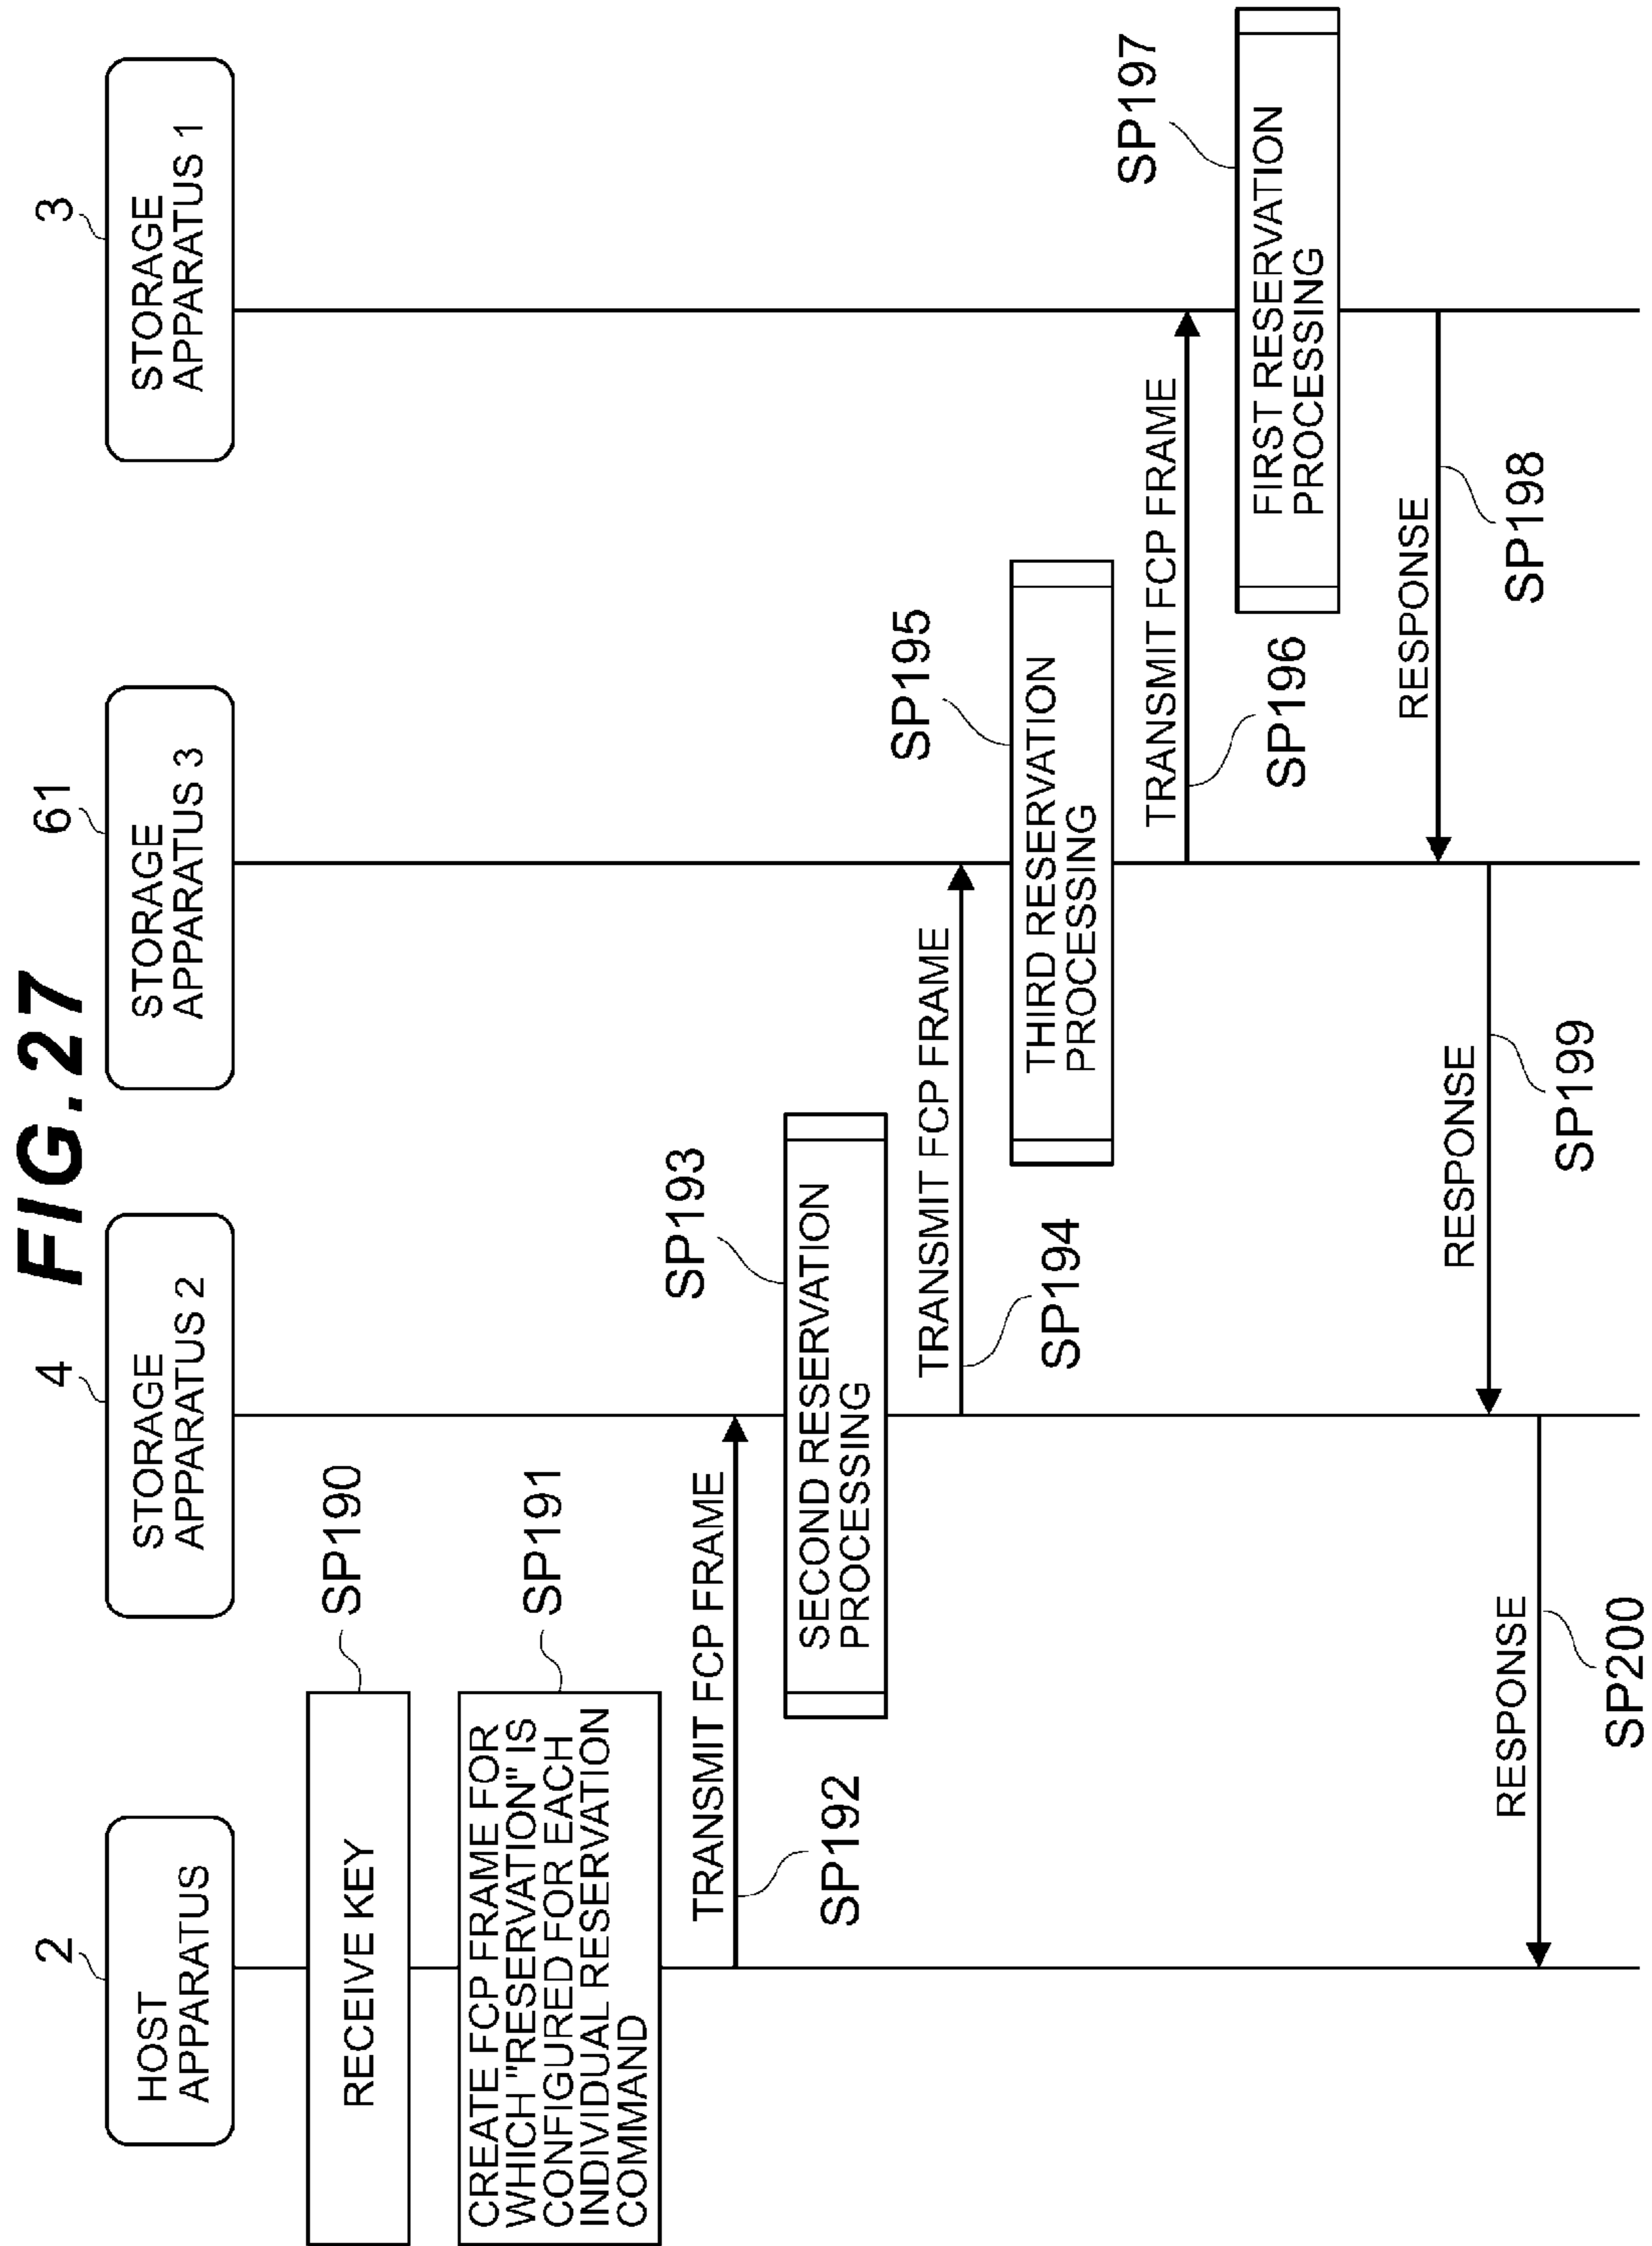 FIG.27
2
HOST
APPARATUS
4
STORAGE
APPARATUS 2
61
STORAGE
APPARATUS 3
3
STORAGE
APPARATUS 1
RECEIVE KEY
SP190
CREATE FCP FRAME FOR
WHICH "RESERVATION" IS
CONFIGURED FOR EACH
INDIVIDUAL RESERVATION
COMMAND
SP191
TRANSMIT FCP FRAME
SP192
SECOND RESERVATION
PROCESSING
SP193
TRANSMIT FCP FRAME
SP194
THIRD RESERVATION
PROCESSING
SP195
TRANSMIT FCP FRAME
SP196
FIRST RESERVATION
PROCESSING
SP197
RESPONSE
SP198
RESPONSE
SP199
RESPONSE
SP200